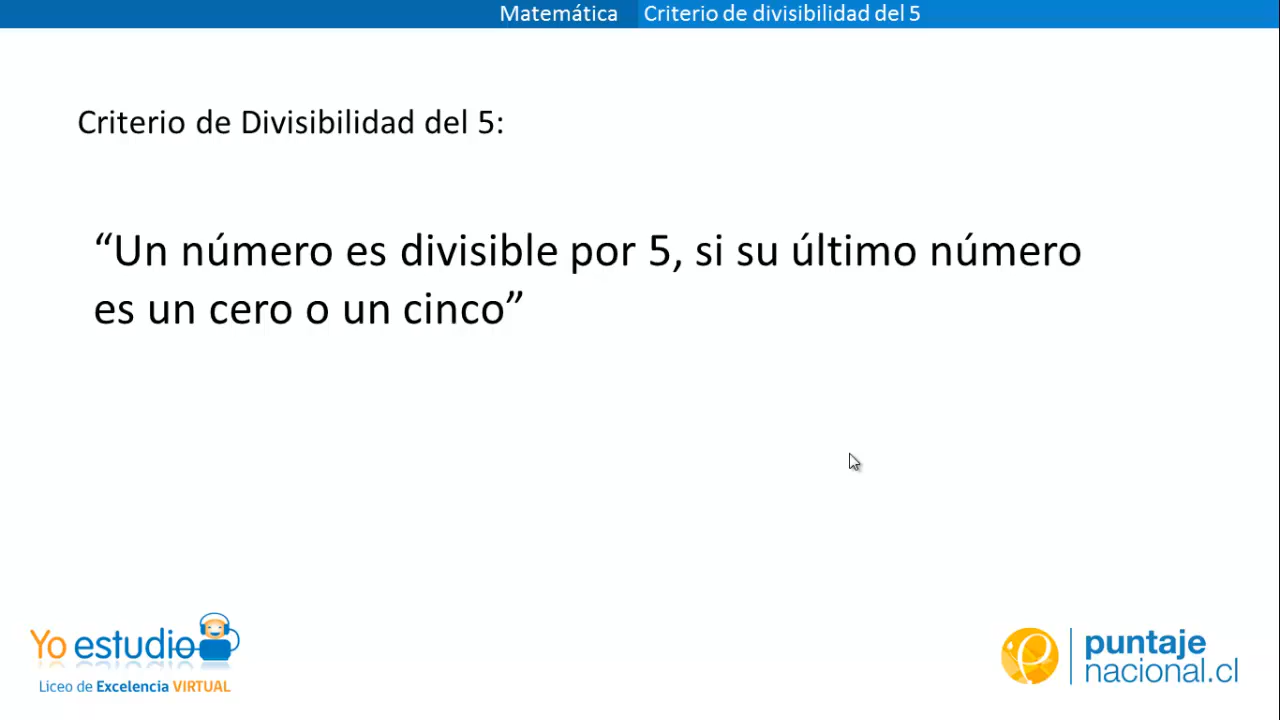 Matemática Criterio de divisibilidad del 5
Criterio de Divisibilidad del 5:
“Un número es divisible por 5, si su último número
es un cero o un cinco”
Yo estudio
Liceo de Excelencia VIRTUAL
puntaje
nacional.cl